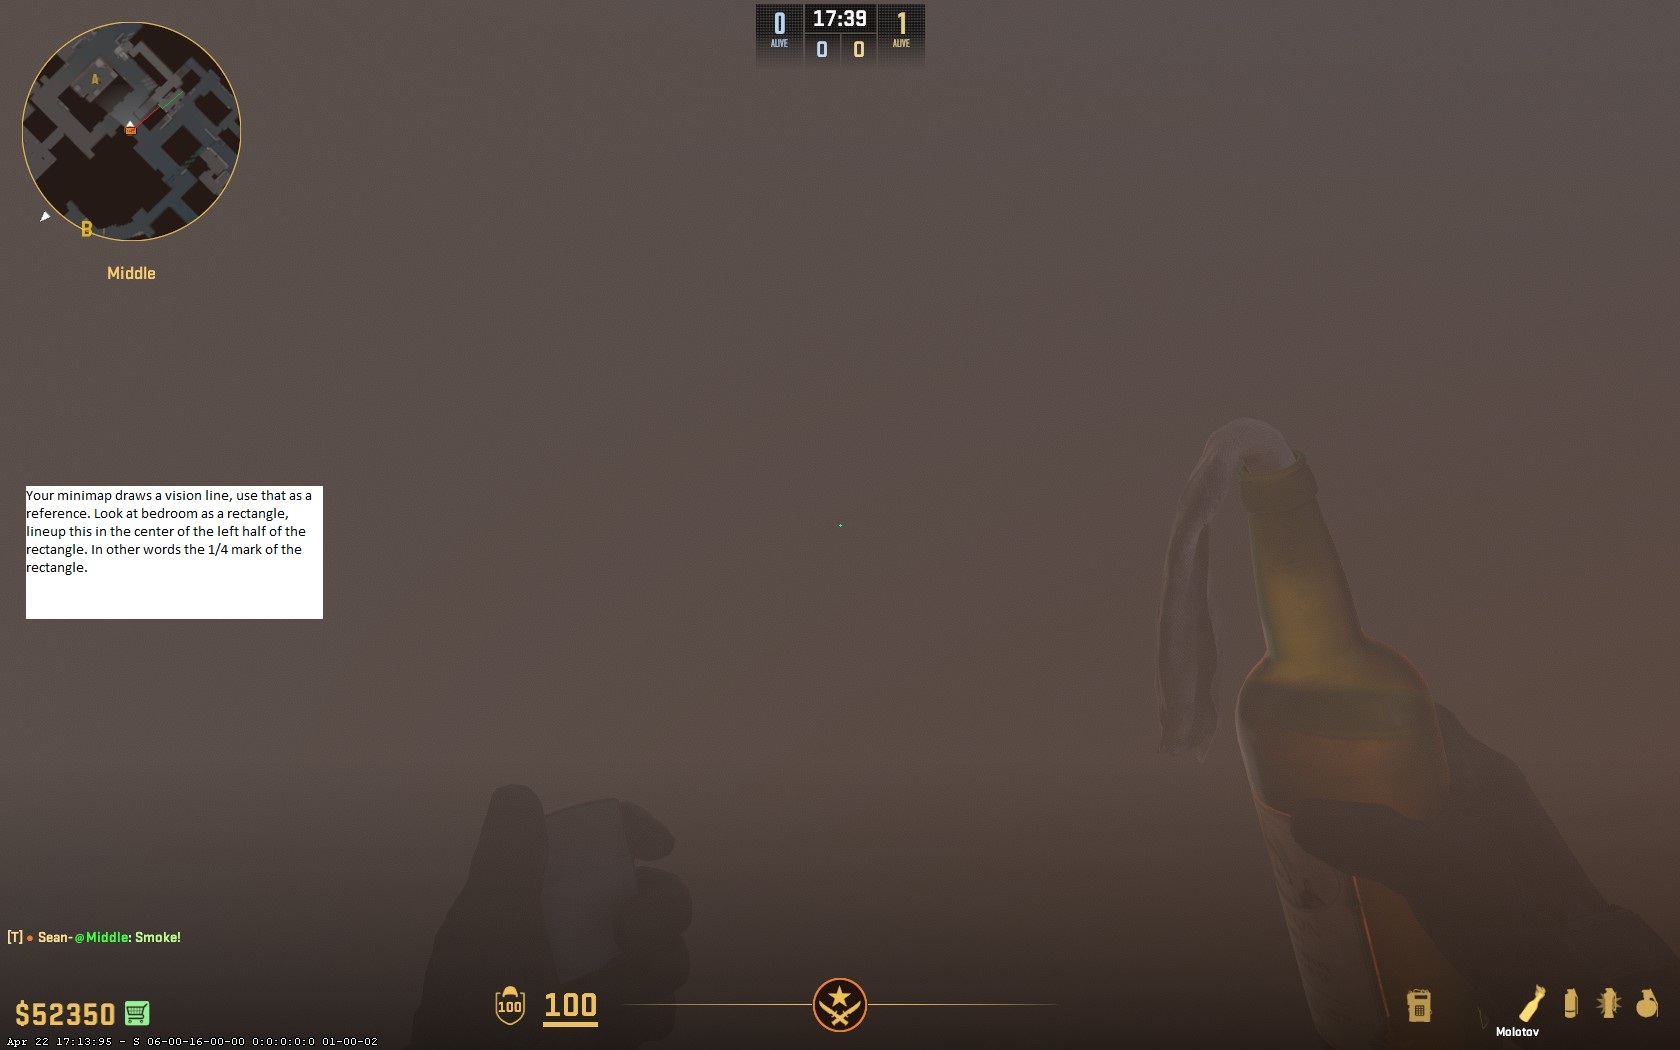 0
ALIVE
17:39
0
0
1
ALIVE
A
B
Middle
Your minimap draws a vision line, use that as a
reference. Look at bedroom as a rectangle,
lineup this in the center of the left half of the
rectangle. In other words the 1/4 mark of the
rectangle.
[T] • Sean-@Middle: Smoke!
$52350
100
100
Molotov
Apr 22 17:13:95 - S 06-00-16-00-00 0:0:0:0:0 01-00-02